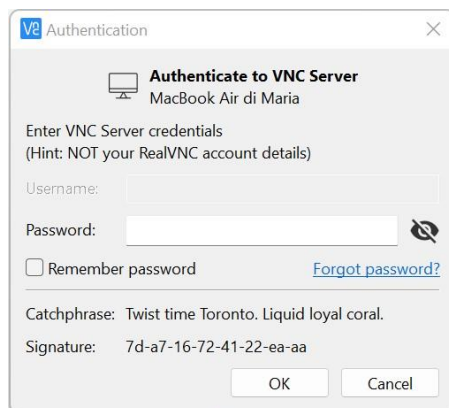 V2 Authentication
Authenticate to VNC Server
MacBook Air di Maria
Enter VNC Server credentials
(Hint: NOT your RealVNC account details)
Username:
Password:
Remember password Forgot password?
Catchphrase: Twist time Toronto. Liquid loyal coral.
Signature: 7d-a7-16-72-41-22-ea-aa
OK Cancel